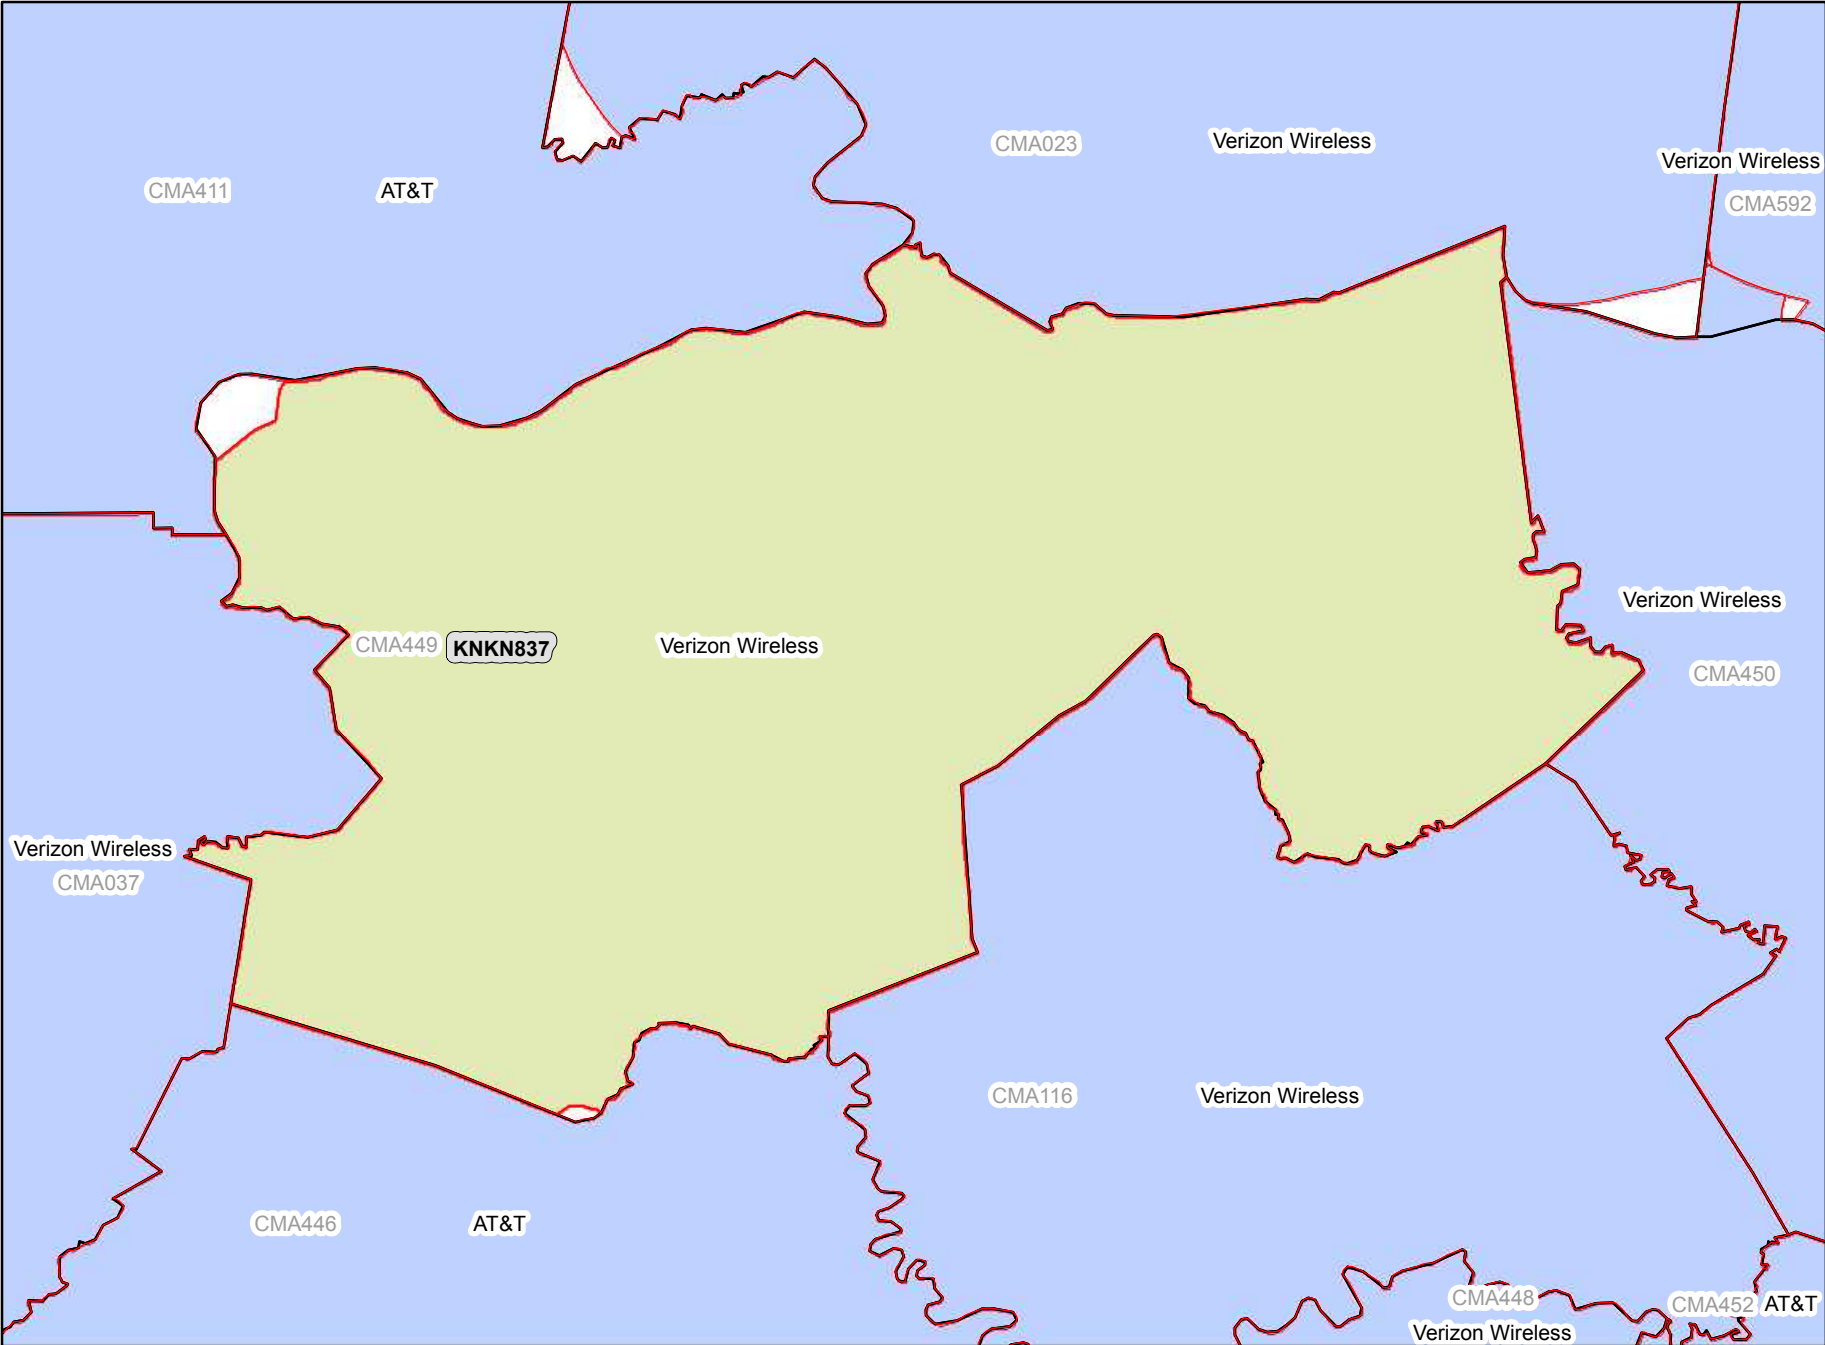 CMA023 Verizon Wireless
Verizon Wireless
CMA592
CMA411 AT&T
Verizon Wireless
CMA450
CMA449 KNKN837 Verizon Wireless
Verizon Wireless
CMA037
CMA116 Verizon Wireless
CMA446 AT&T
CMA448
Verizon Wireless
CMA452 AT&T